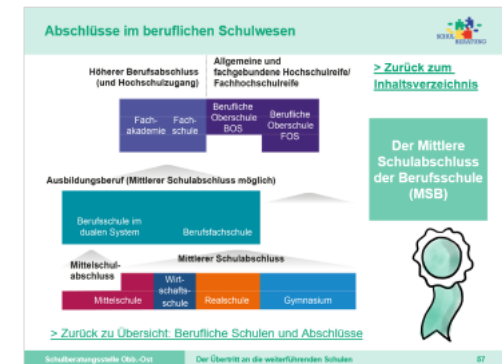 Abschlüsse im beruflichen Schulwesen
SCHUL
BERATUNG
Höherer Berufsabschluss
(und Hochschulzugang)
Allgemeine und
fachgebundene Hochschulreife/
Fachhochschulreife
> Zurück zum
Inhaltsverzeichnis
Fach-
akademie
Fach-
schule
Berufliche
Oberschule
BOS
Berufliche
Oberschule
FOS
Der Mittlere
Schulabschluss
der Berufsschule
(MSB)
Ausbildungsberuf (Mittlerer Schulabschluss möglich)
Berufsschule im
dualen System
Berufsfachschule
Mittelschul-
abschluss
Mittlerer Schulabschluss
Mittelschule
Wirt-
schafts-
schule
Realschule
Gymnasium
> Zurück zu Übersicht: Berufliche Schulen und Abschlüsse
Schulberatungsstelle Obb.-Ost
Der Übertritt an die weiterführenden Schulen
57